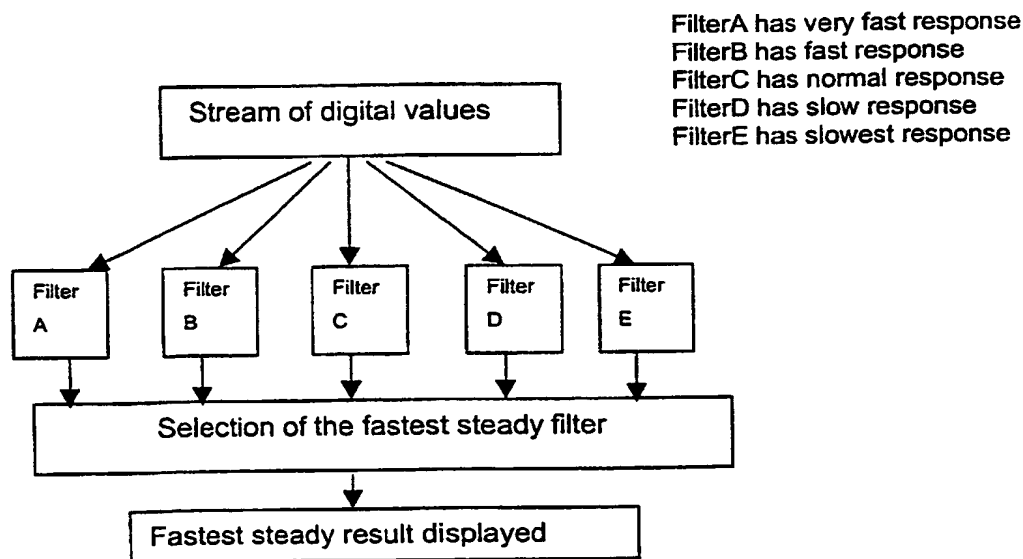 FilterA has very fast response
FilterB has fast response
FilterC has normal response
FilterD has slow response
FilterE has slowest response
Stream of digital values
Filter
A
Filter
B
Filter
C
Filter
D
Filter
E
Selection of the fastest steady filter
Fastest steady result displayed